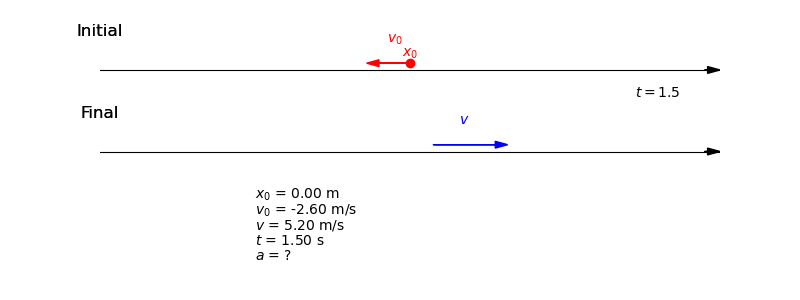 Initial
v₀
x₀
t = 1.5
Final
v
x₀ = 0.00 m
v₀ = -2.60 m/s
v = 5.20 m/s
t = 1.50 s
a = ?